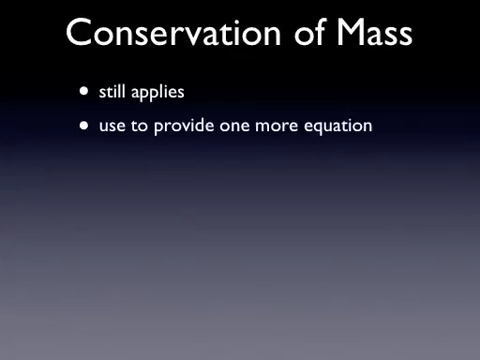 Conservation of Mass
• still applies
• use to provide one more equation